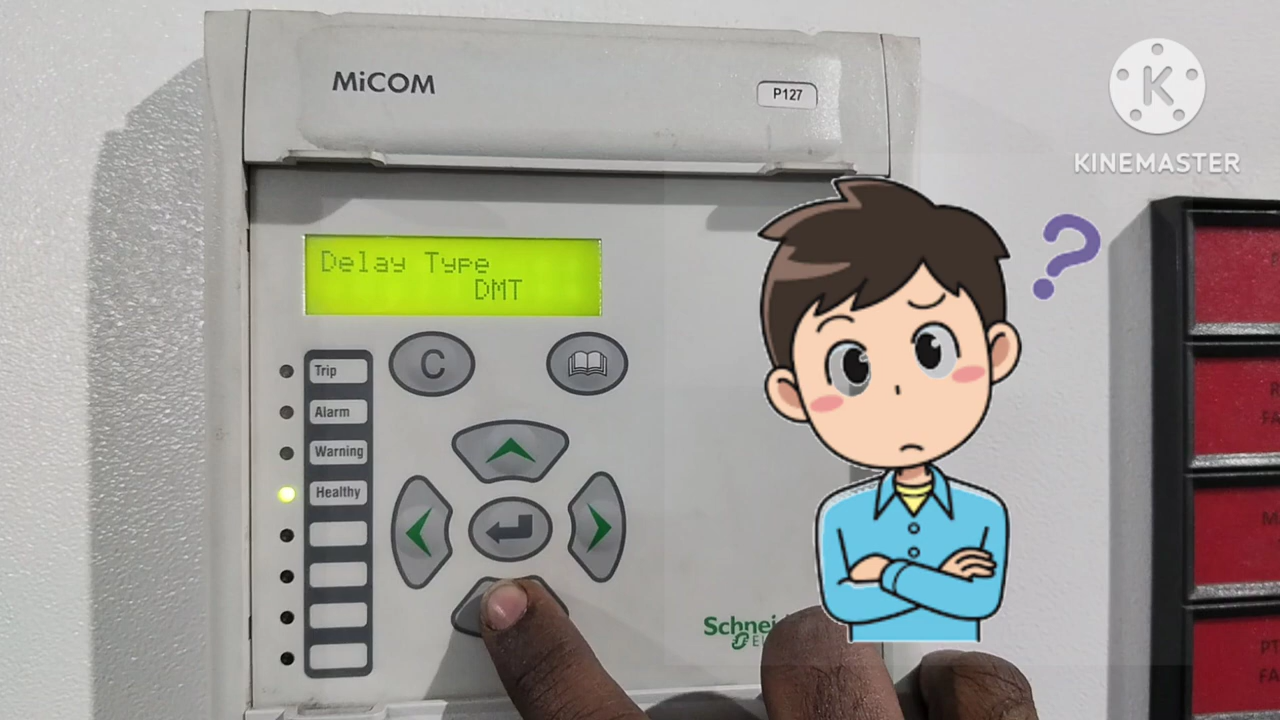 MiCOM
P127
KINEMASTER
Delay Type
DMT
C
Trip
Alarm
Warning
Healthy
?